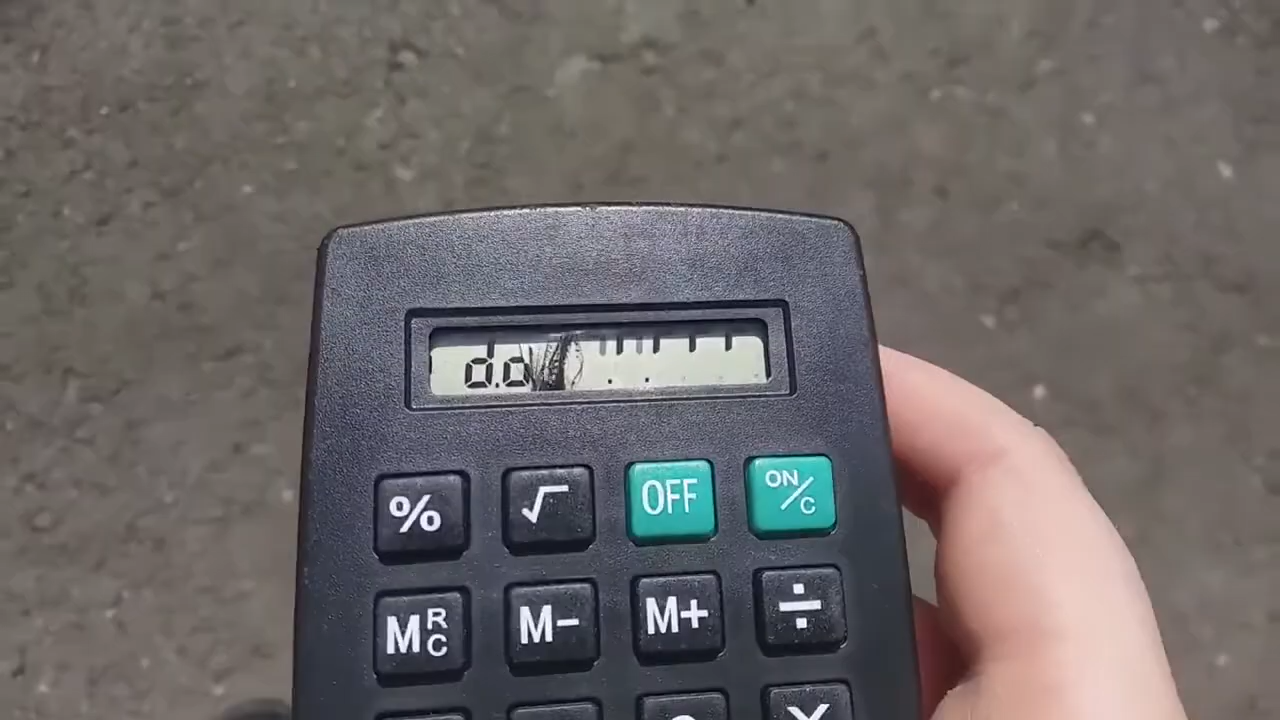 % √ OFF ON/C
MRC M- M+ ÷